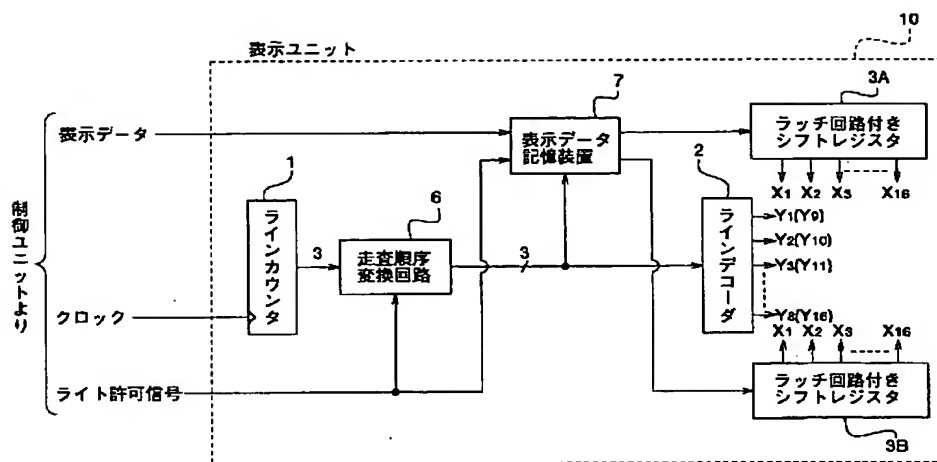 10
表示ユニット
3A
7
表示データ
表示データ
記憶装置
ラッチ回路付き
シフトレジスタ
1
2
X1 X2 X3 X16
制御ユニットより
ラインカウンタ
6
Y1(Y9)
3
走査順序
変換回路
3
ラインデコーダ
Y2(Y10)
Y3(Y11)
クロック
Y8(Y16)
X1 X2 X3 X16
ライト許可信号
ラッチ回路付き
シフトレジスタ
3B